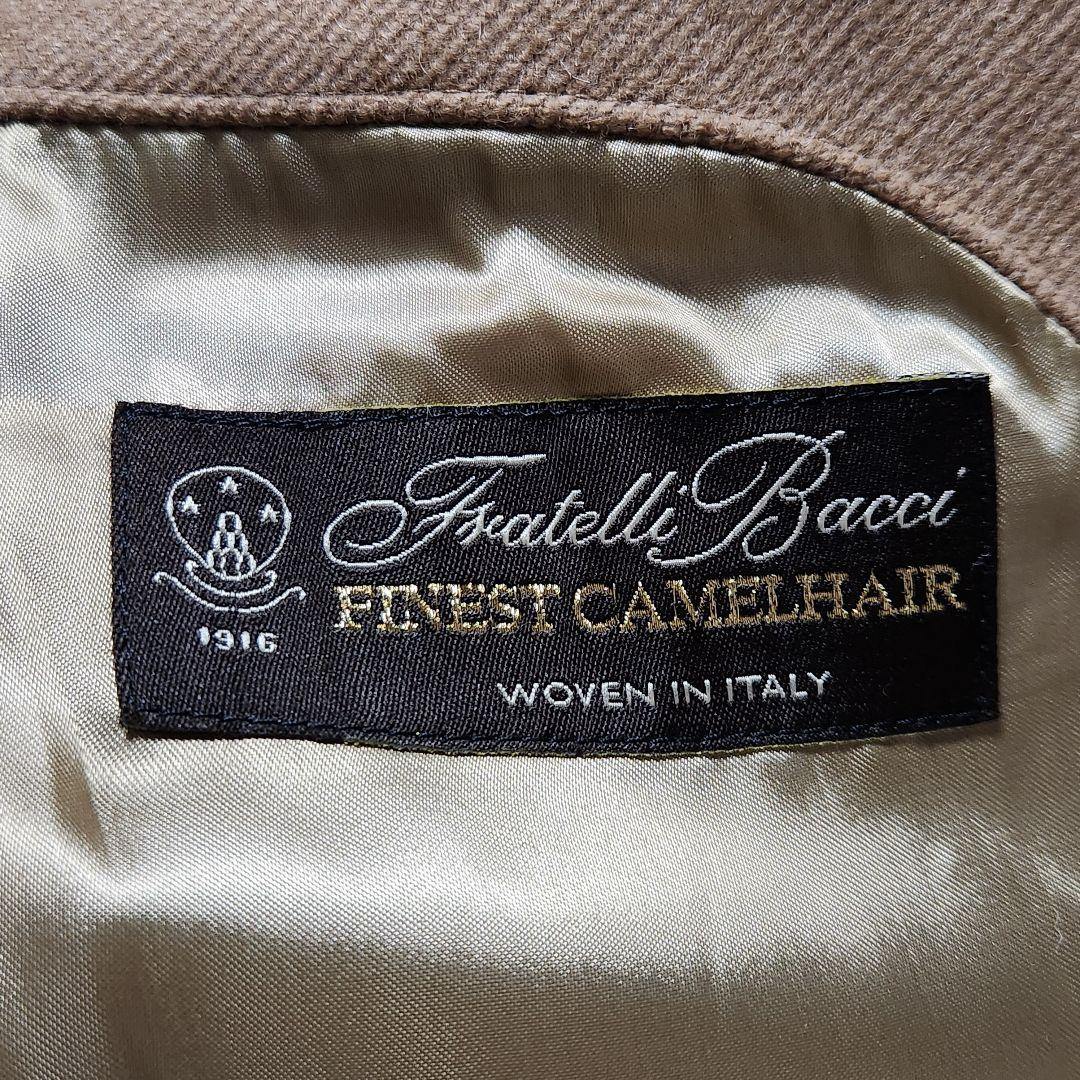 Fratelli Bacci
FINEST CAMELHAIR
1916
WOVEN IN ITALY